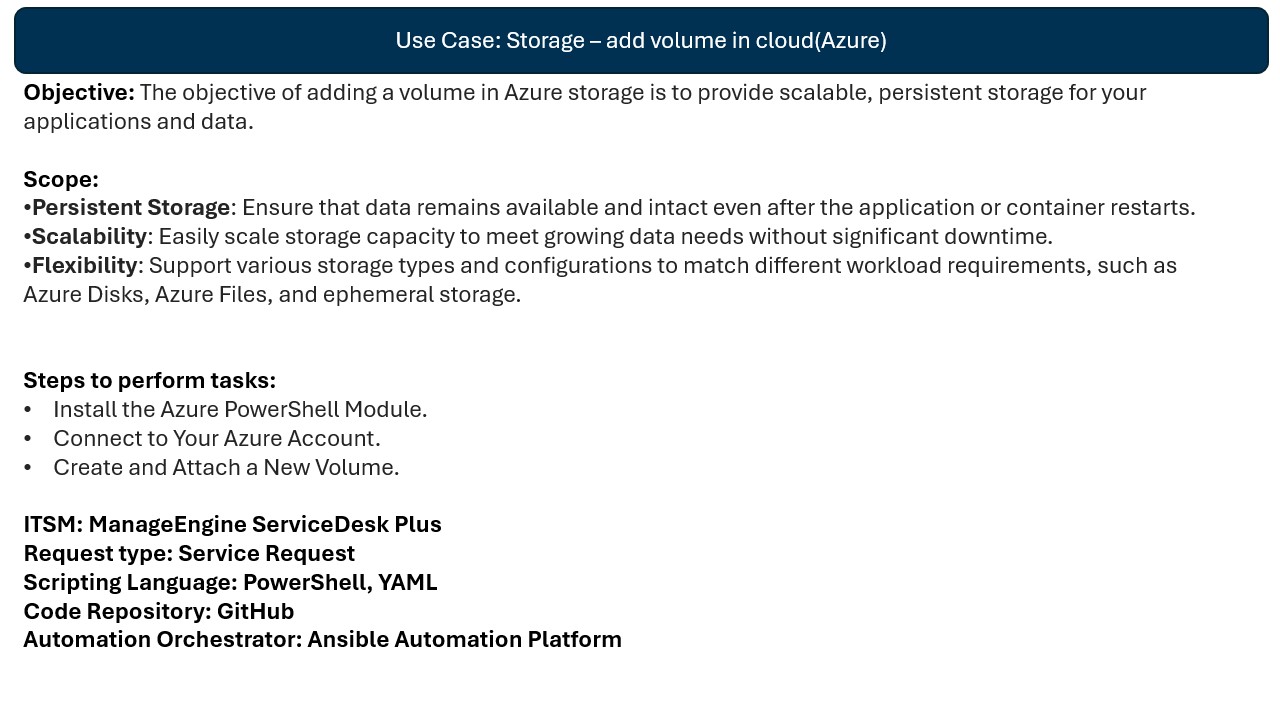 Use Case: Storage – add volume in cloud(Azure)
Objective: The objective of adding a volume in Azure storage is to provide scalable, persistent storage for your
applications and data.
Scope:
•Persistent Storage: Ensure that data remains available and intact even after the application or container restarts.
•Scalability: Easily scale storage capacity to meet growing data needs without significant downtime.
•Flexibility: Support various storage types and configurations to match different workload requirements, such as
Azure Disks, Azure Files, and ephemeral storage.
Steps to perform tasks:
• Install the Azure PowerShell Module.
• Connect to Your Azure Account.
• Create and Attach a New Volume.
ITSM: ManageEngine ServiceDesk Plus
Request type: Service Request
Scripting Language: PowerShell, YAML
Code Repository: GitHub
Automation Orchestrator: Ansible Automation Platform